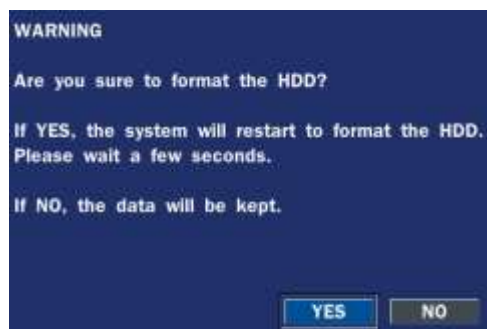 WARNING
Are you sure to format the HDD?
If YES, the system will restart to format the HDD.
Please wait a few seconds.
If NO, the data will be kept.
YES NO